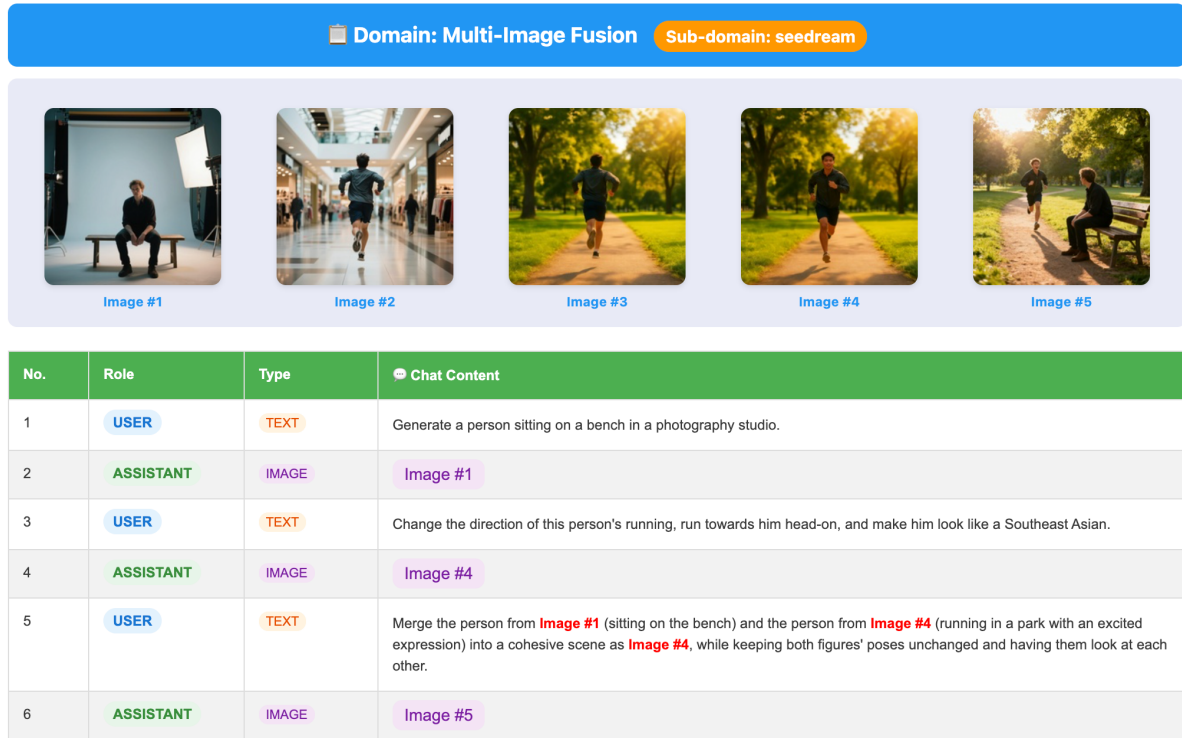 📋 Domain: Multi-Image Fusion Sub-domain: seedream
Image #1 Image #2 Image #3 Image #4 Image #5
No. Role Type 💬 Chat Content
1 USER TEXT Generate a person sitting on a bench in a photography studio.
2 ASSISTANT IMAGE Image #1
3 USER TEXT Change the direction of this person's running, run towards him head-on, and make him look like a Southeast Asian.
4 ASSISTANT IMAGE Image #4
5 USER TEXT Merge the person from Image #1 (sitting on the bench) and the person from Image #4 (running in a park with an excited
expression) into a cohesive scene as Image #4, while keeping both figures' poses unchanged and having them look at each
other.
6 ASSISTANT IMAGE Image #5